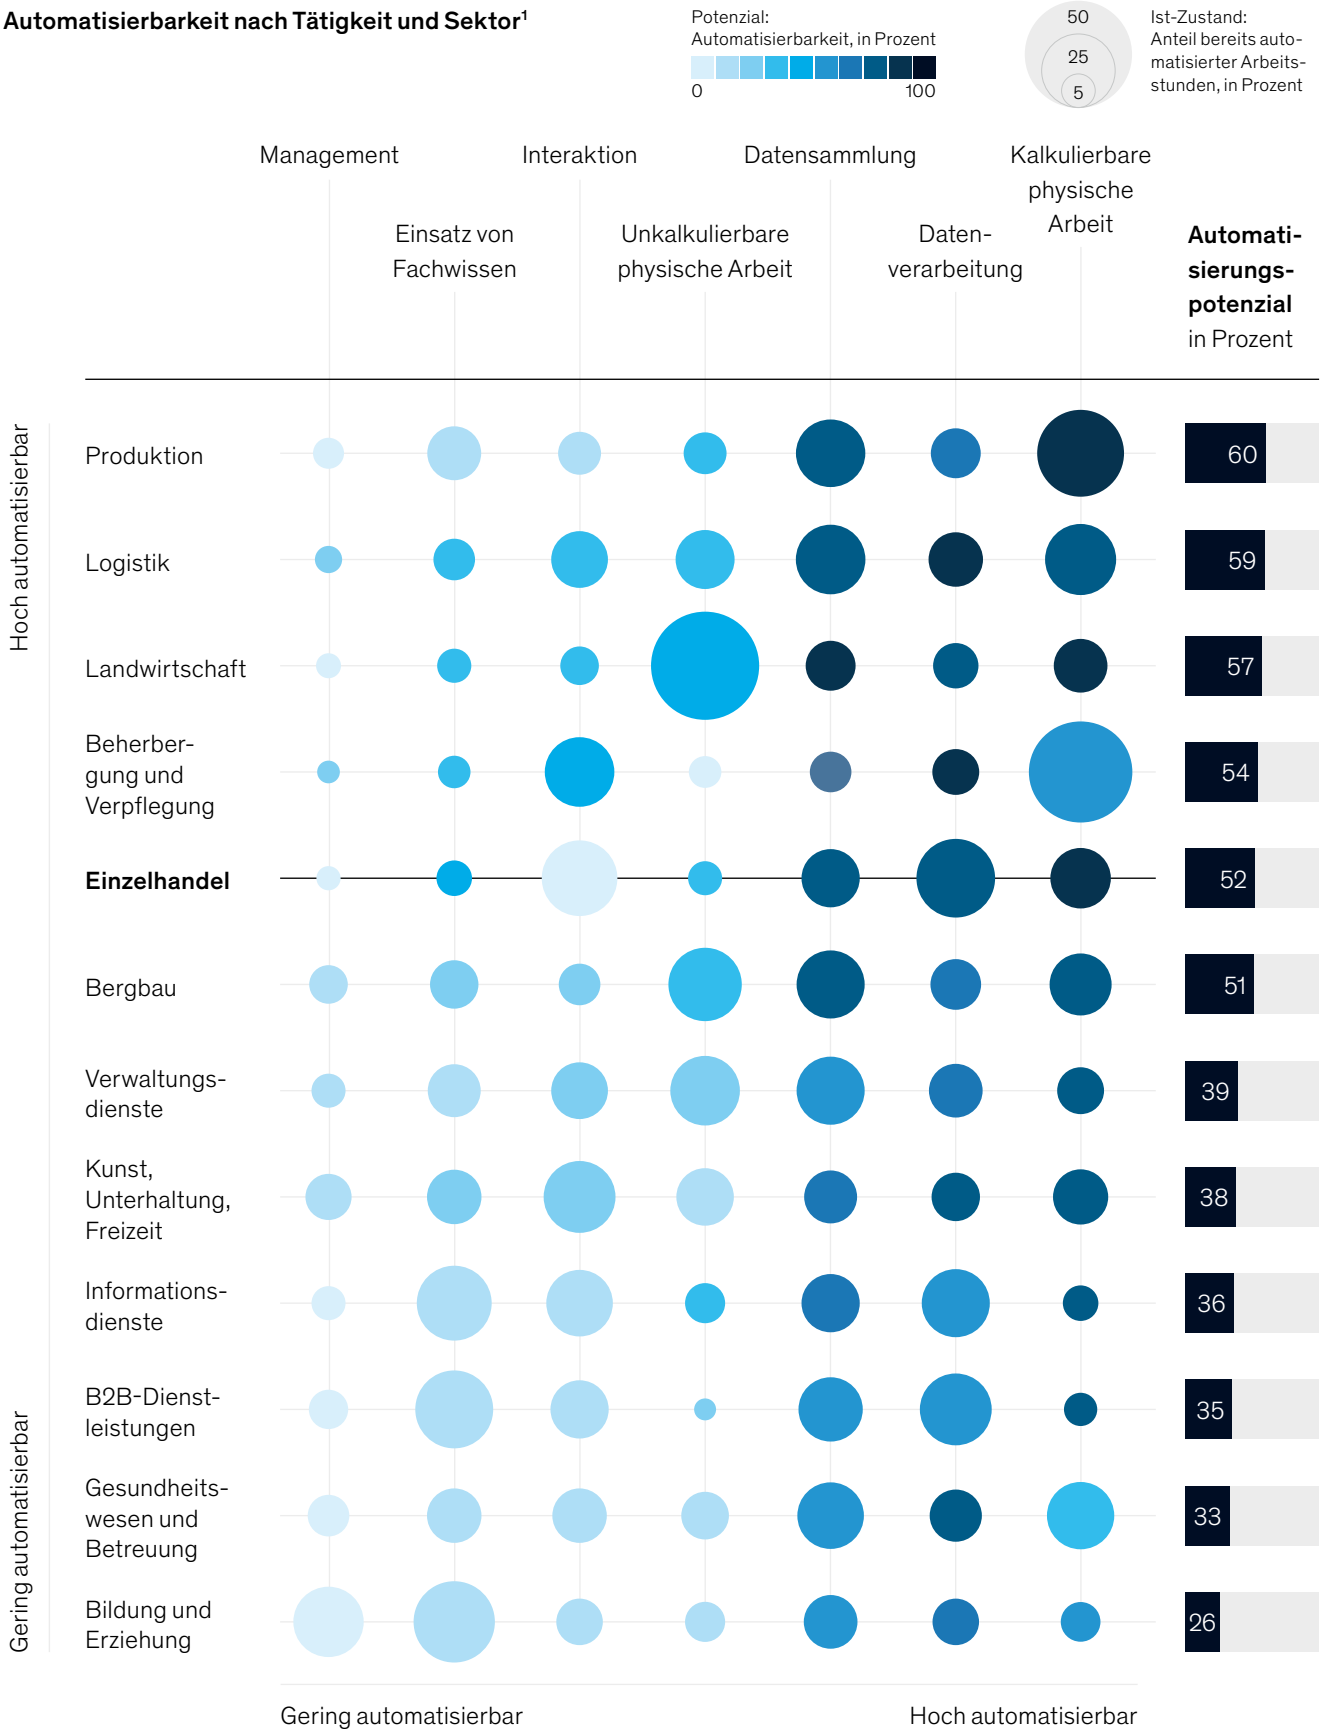 Automatisierbarkeit nach Tätigkeit und Sektor¹
Potenzial:
Automatisierbarkeit, in Prozent
0
100
50
25
5
Ist-Zustand:
Anteil bereits auto-
matisierter Arbeits-
stunden, in Prozent
Management
Interaktion
Datensammlung
Kalkulierbare
physische
Arbeit
Einsatz von
Fachwissen
Unkalkulierbare
physische Arbeit
Daten-
verarbeitung
Automati-
sierungs-
potenzial
in Prozent
Hoch automatisierbar
Produktion
60
Logistik
59
Landwirtschaft
57
Beherber-
gung und
Verpflegung
54
Einzelhandel
52
Bergbau
51
Verwaltungs-
dienste
39
Kunst,
Unterhaltung,
Freizeit
38
Informations-
dienste
36
B2B-Dienst-
leistungen
35
Gesundheits-
wesen und
Betreuung
33
Bildung und
Erziehung
26
Gering automatisierbar
Gering automatisierbar
Hoch automatisierbar